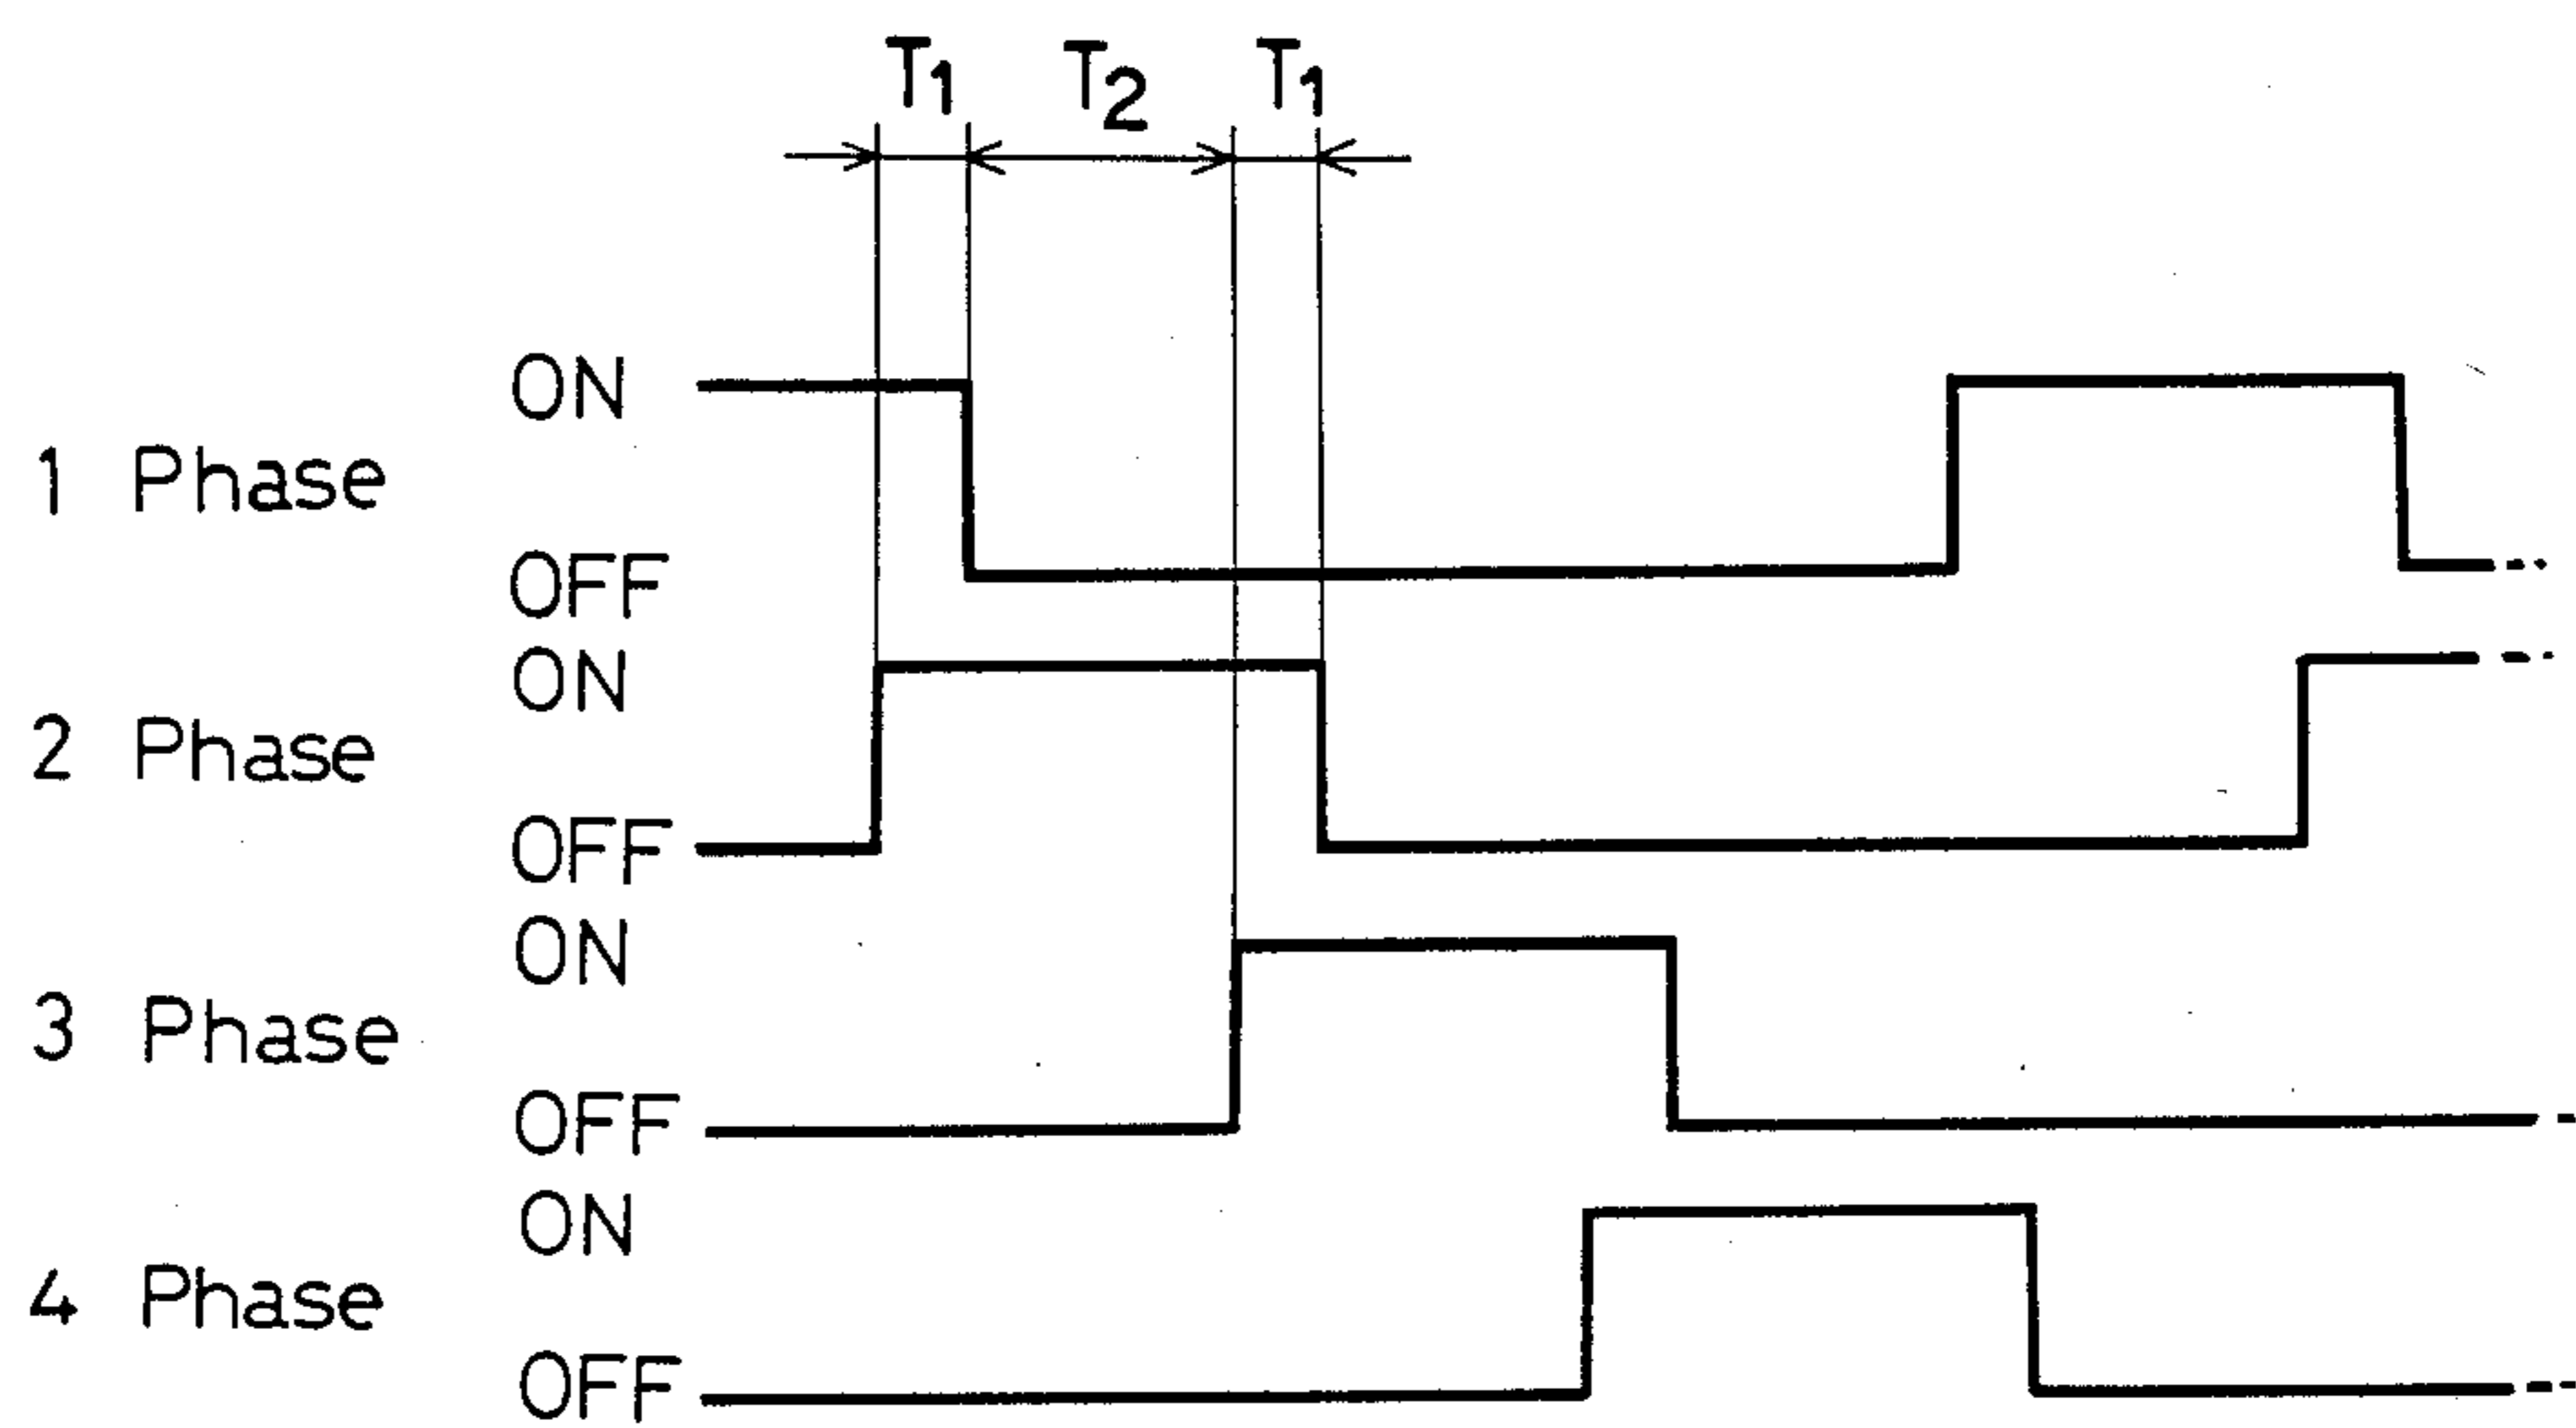 T1 T2 T1
ON
1 Phase
OFF
ON
2 Phase
OFF
ON
3 Phase
OFF
ON
4 Phase
OFF